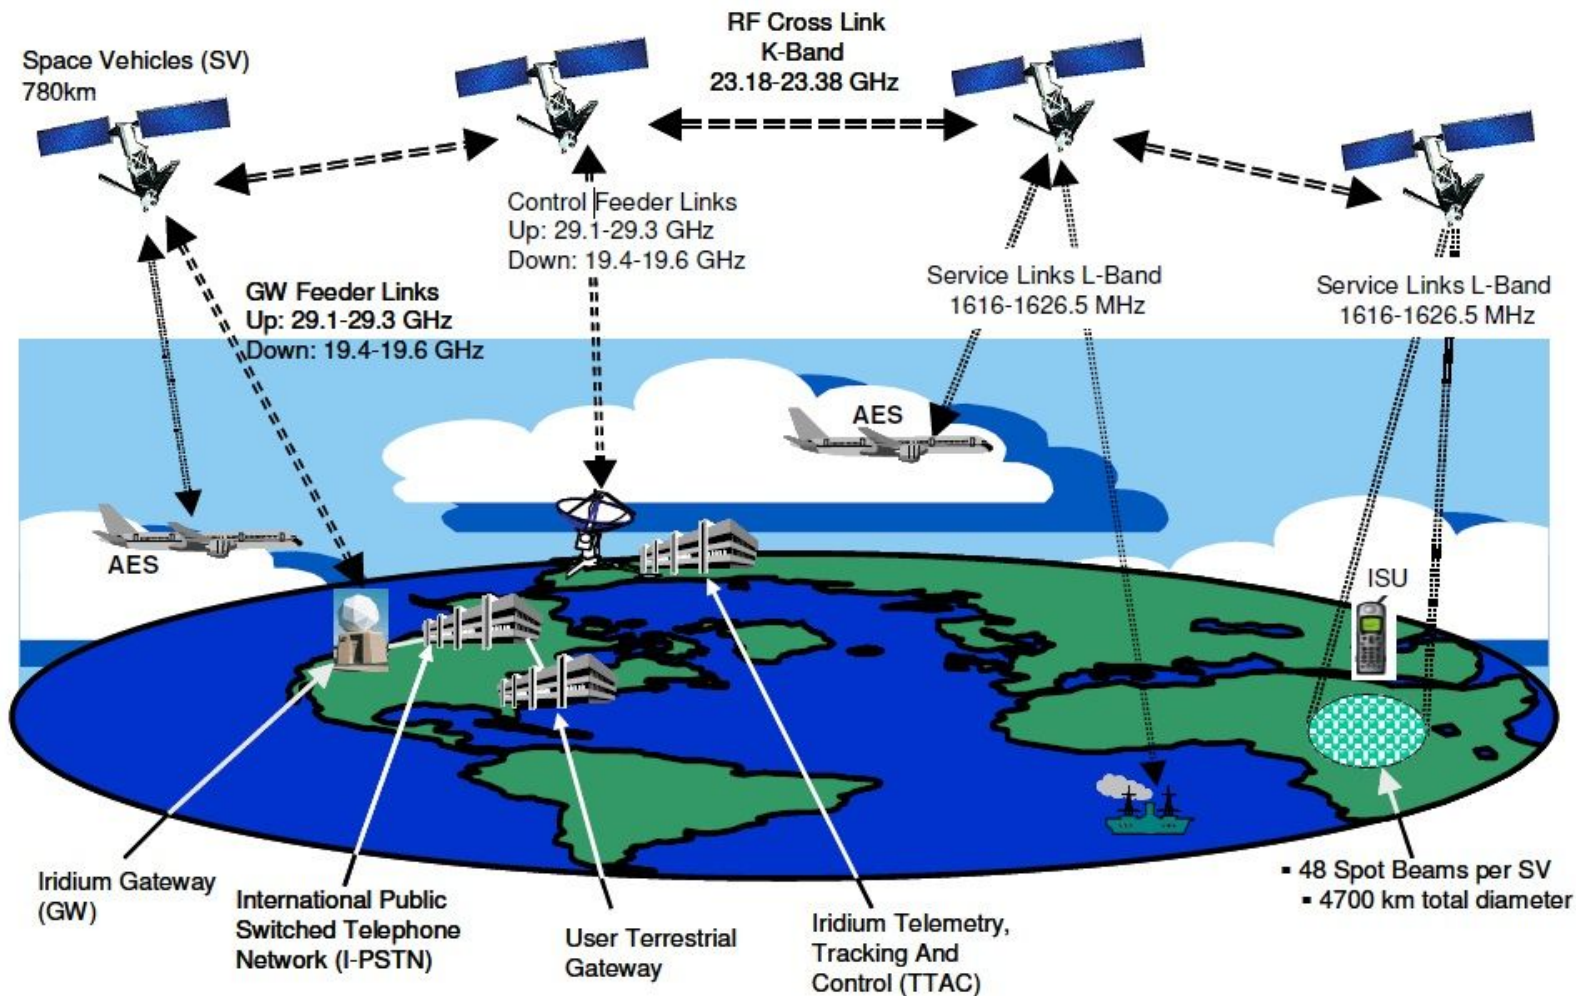 RF Cross Link
K-Band
23.18-23.38 GHz
Space Vehicles (SV)
780km
Control Feeder Links
Up: 29.1-29.3 GHz
Down: 19.4-19.6 GHz
GW Feeder Links
Up: 29.1-29.3 GHz
Down: 19.4-19.6 GHz
Service Links L-Band
1616-1626.5 MHz
Service Links L-Band
1616-1626.5 MHz
AES
AES
ISU
Iridium Gateway
(GW)
International Public
Switched Telephone
Network (I-PSTN)
User Terrestrial
Gateway
Iridium Telemetry,
Tracking And
Control (TTAC)
▪ 48 Spot Beams per SV
▪ 4700 km total diameter